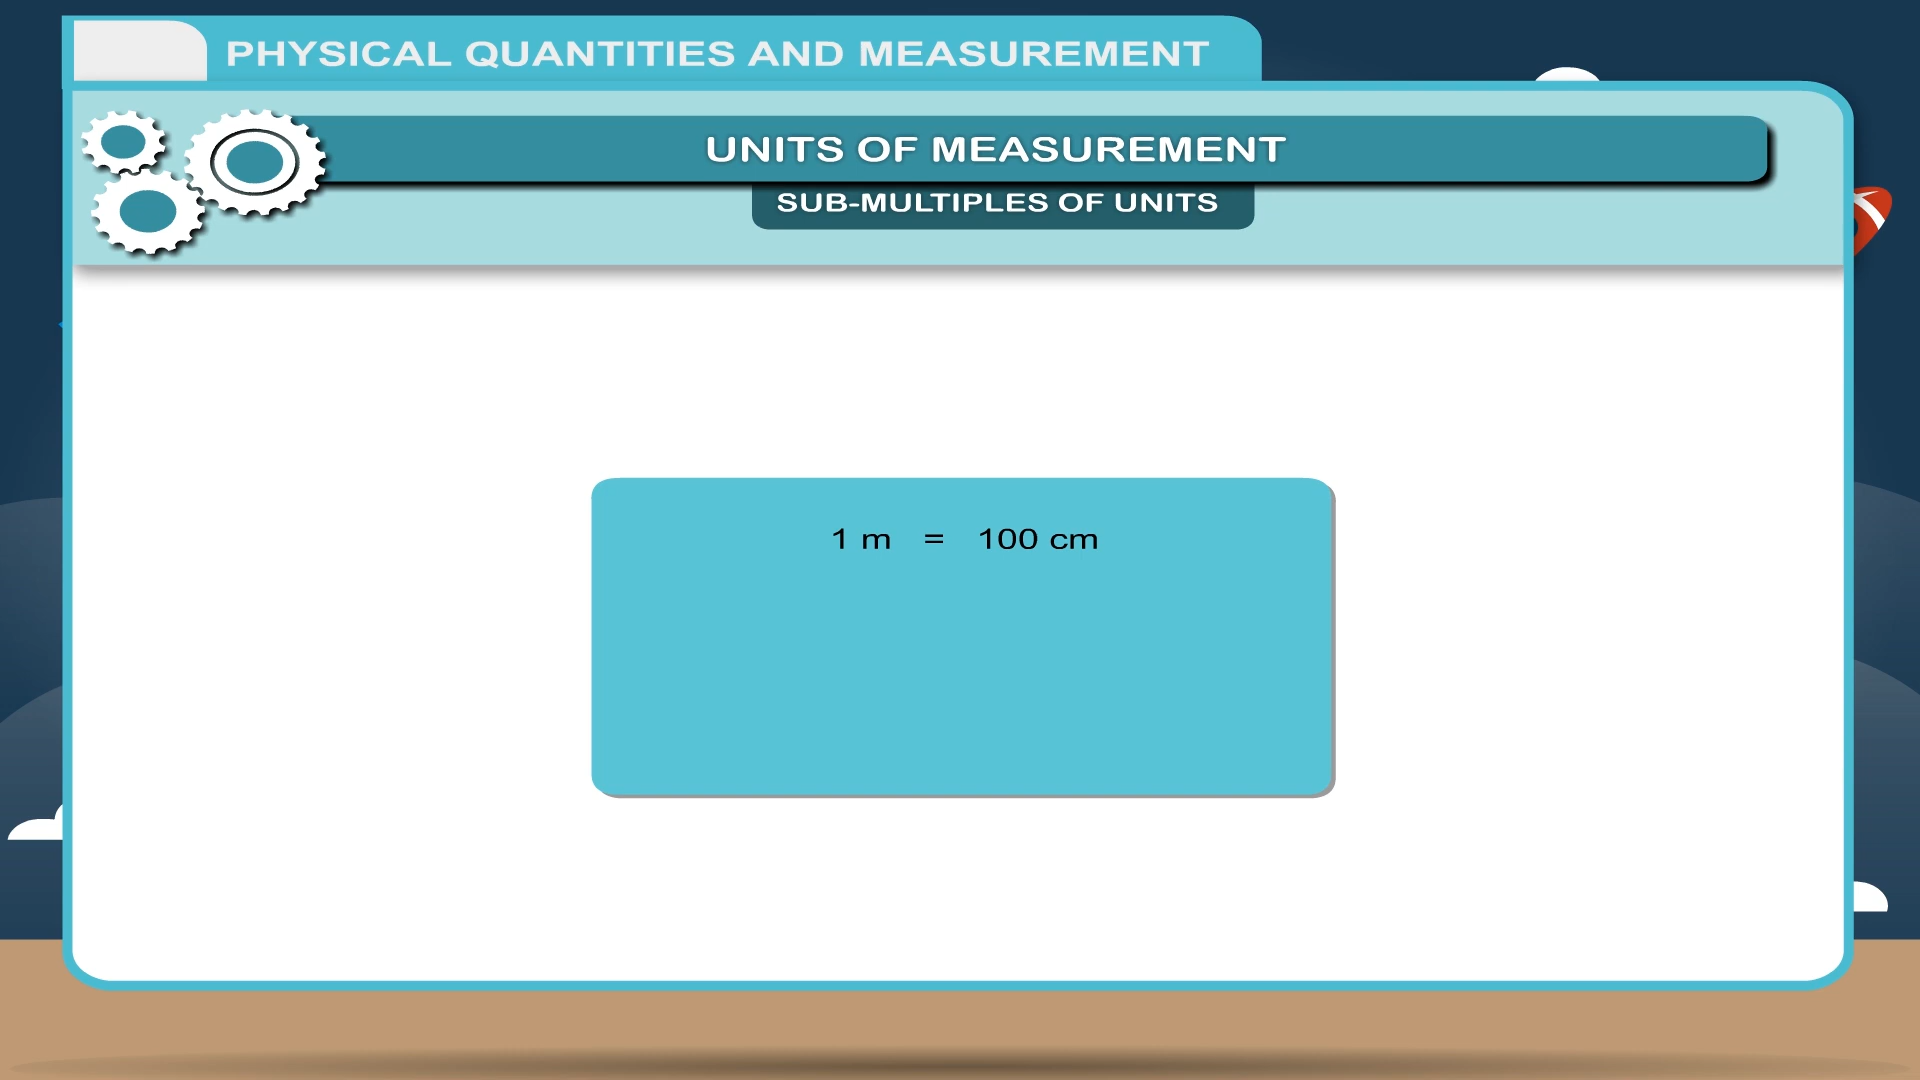 PHYSICAL QUANTITIES AND MEASUREMENT
UNITS OF MEASUREMENT
SUB-MULTIPLES OF UNITS
1 m = 100 cm